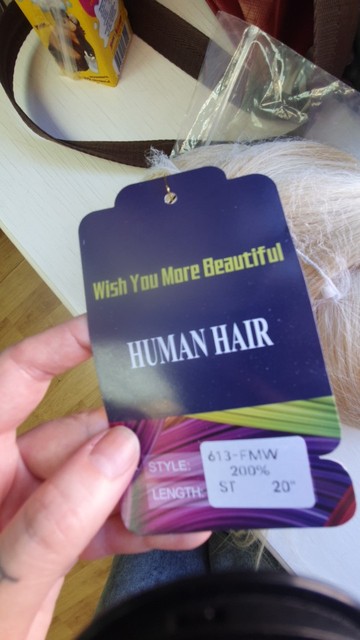 Wish You More Beautiful
HUMAN HAIR
STYLE: 613-FMW
200%
LENGTH: ST 20"